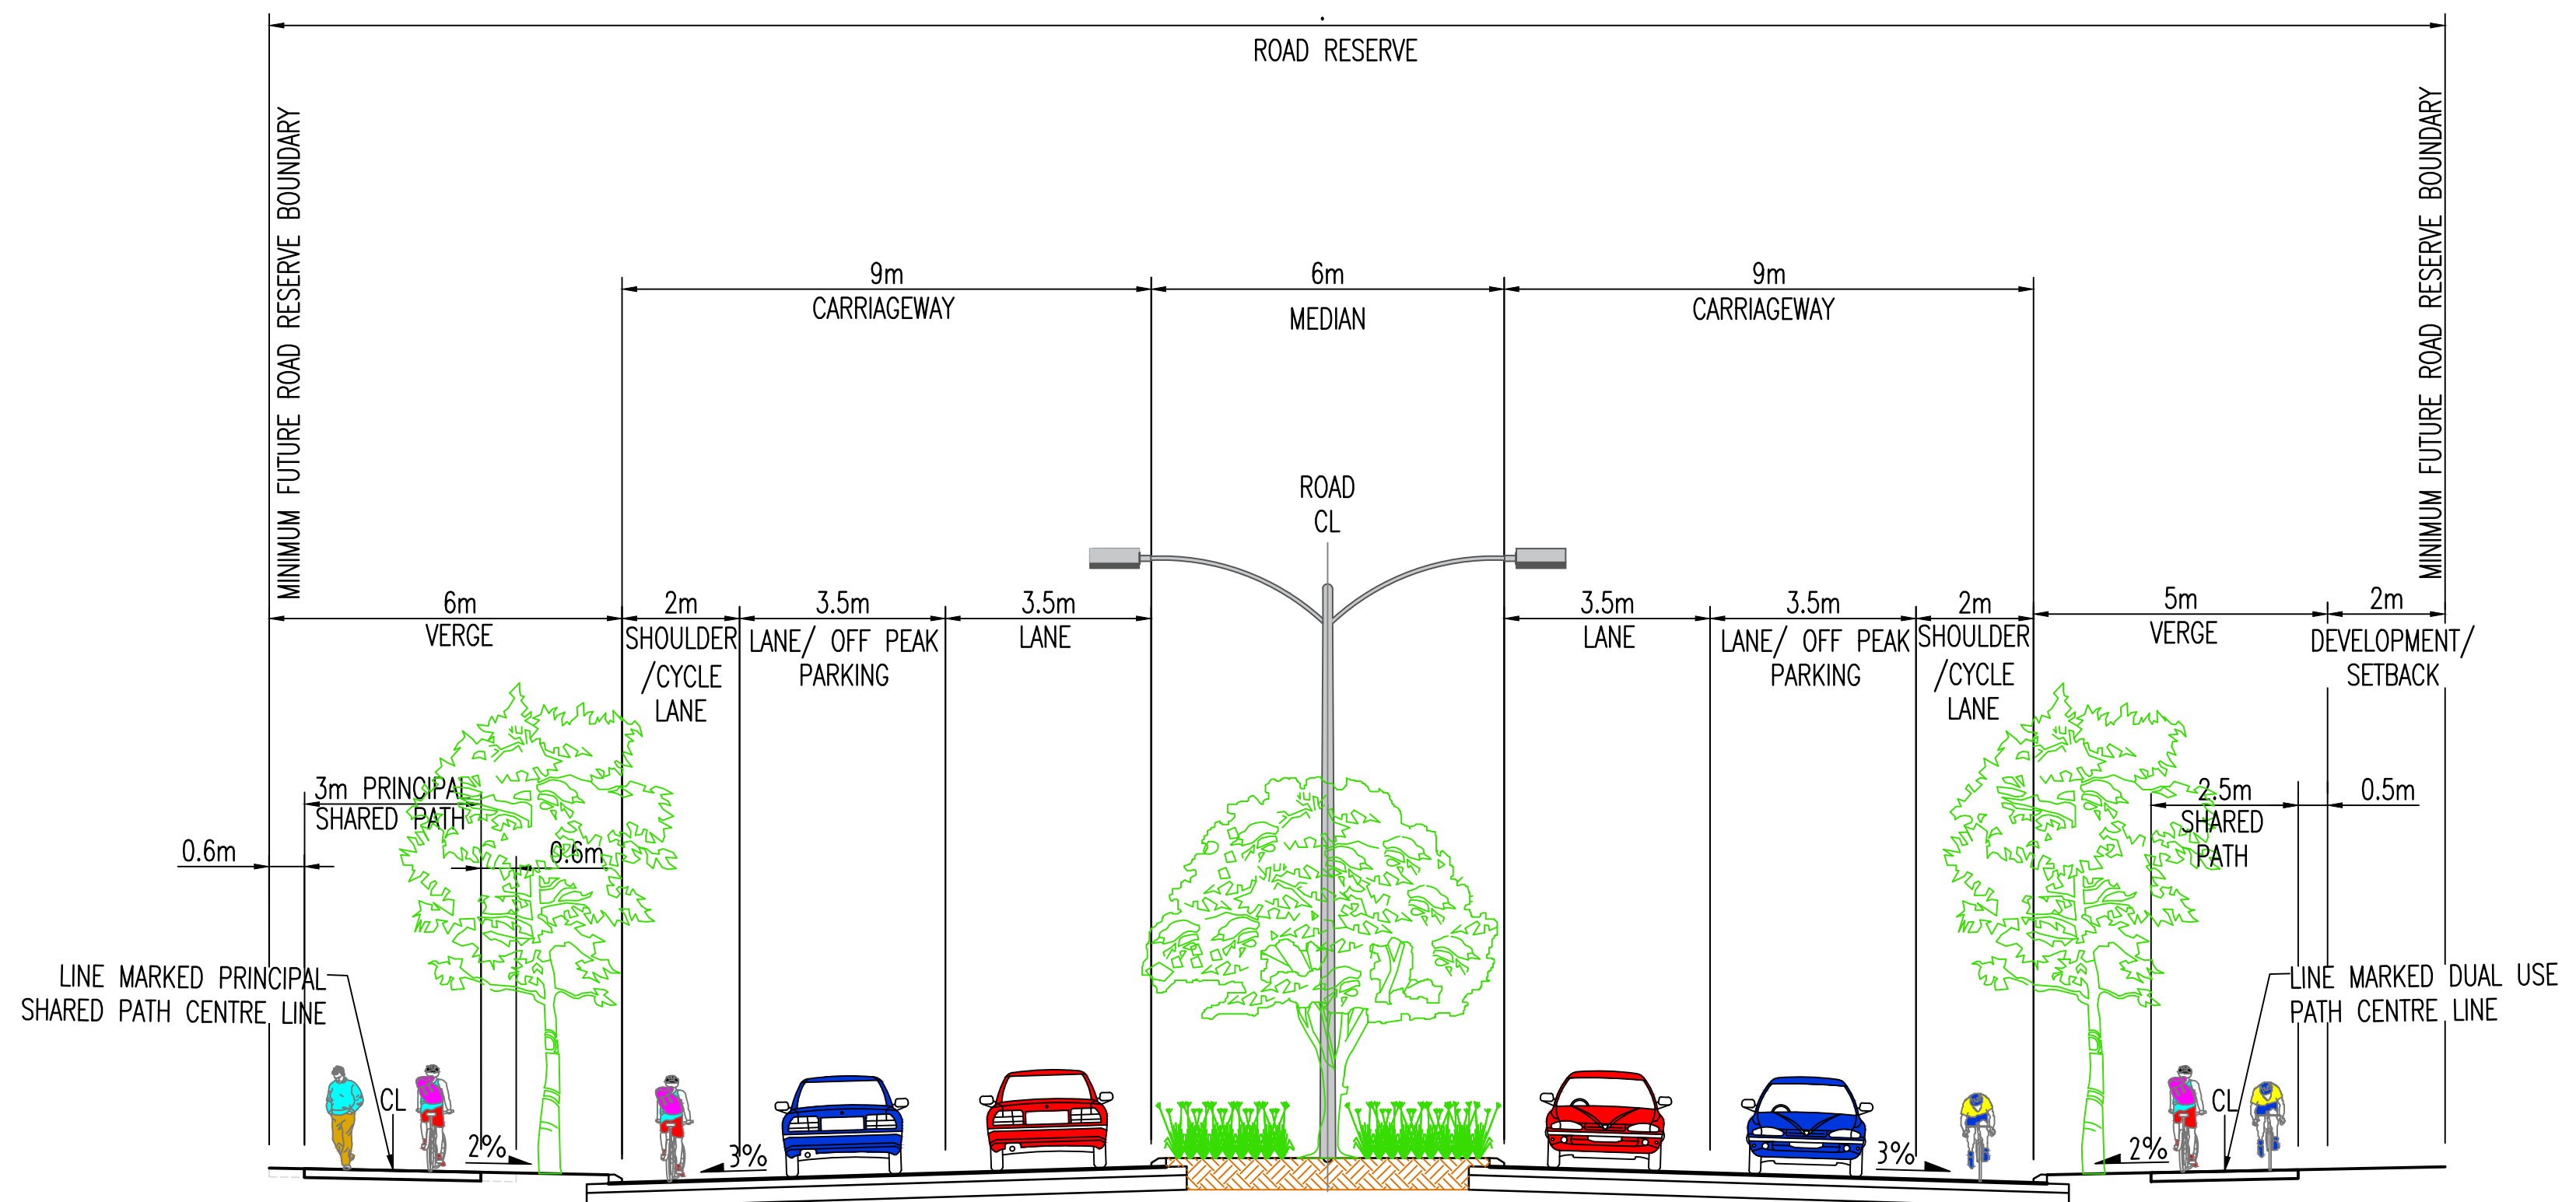 ROAD RESERVE
MINIMUM FUTURE ROAD RESERVE BOUNDARY
MINIMUM FUTURE ROAD RESERVE BOUNDARY
9m
CARRIAGEWAY
6m
MEDIAN
9m
CARRIAGEWAY
ROAD
CL
6m
VERGE
2m
SHOULDER
/CYCLE
LANE
3.5m
LANE/ OFF PEAK
PARKING
3.5m
LANE
3.5m
LANE
3.5m
LANE/ OFF PEAK
PARKING
2m
SHOULDER
/CYCLE
LANE
5m
VERGE
2m
DEVELOPMENT/
SETBACK
3m PRINCIPAL
SHARED PATH
0.6m
0.6m
2.5m
SHARED
PATH
0.5m
LINE MARKED PRINCIPAL
SHARED PATH CENTRE LINE
LINE MARKED DUAL USE
PATH CENTRE LINE
CL
2%
3%
3%
2%
CL